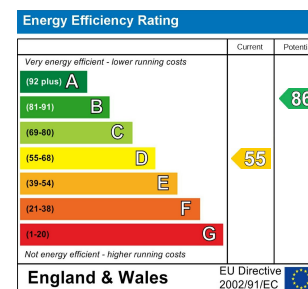 Energy Efficiency Rating
Current
Very energy efficient - lower running costs
(92 plus) A
(81-91) B
86
(69-80) C
(55-68) D
55
(39-54) E
(21-38) F
(1-20) G
Not energy efficient - higher running costs
England & Wales
EU Directive
2002/91/EC